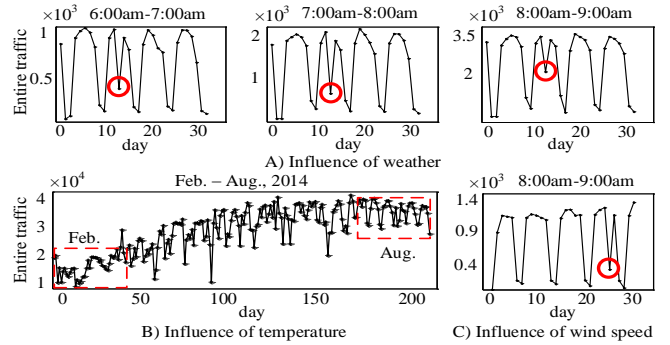 ×10³ 6:00am-7:00am
×10³ 7:00am-8:00am
×10³ 8:00am-9:00am
Entire traffic
1
0.5
0 10 20 30
day
2
1
0 10 20 30
day
3.5
2
0 10 20 30
day
A) Influence of weather
×10⁴ Feb. – Aug., 2014
Entire traffic
4
3
2
1
Feb.
Aug.
0 50 100 150 200
day
B) Influence of temperature
×10³ 8:00am-9:00am
1.4
0.4
0 10 20 30
day
C) Influence of wind speed